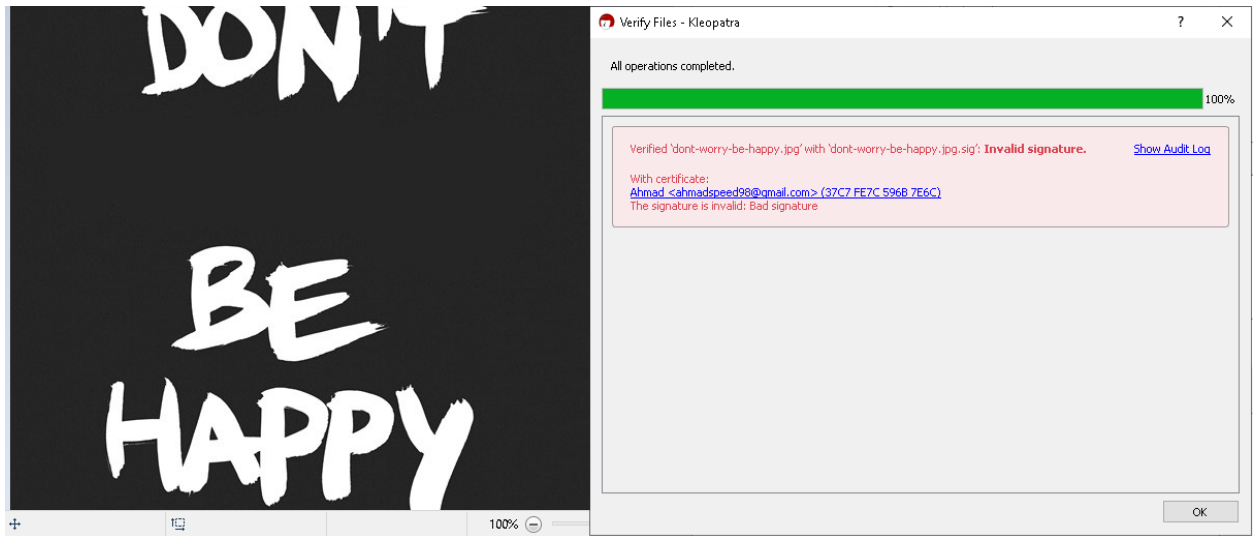 DON'T
BE
HAPPY
100%
Verify Files - Kleopatra
All operations completed.
100%
Verified 'dont-worry-be-happy.jpg' with 'dont-worry-be-happy.jpg.sig': Invalid signature.
Show Audit Log
With certificate:
Ahmad <ahmadspeed98@gmail.com> (37C7 FE7C 596B 7E6C)
The signature is invalid: Bad signature
OK